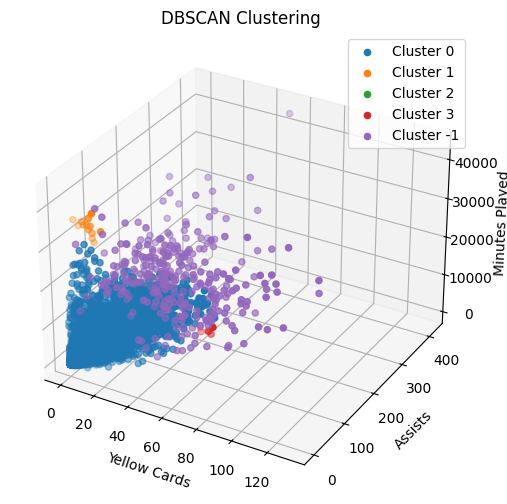 DBSCAN Clustering
Cluster 0
Cluster 1
Cluster 2
Cluster 3
Cluster -1
40000
30000
20000
10000
0
Minutes Played
400
300
200
100
0
Assists
0
20
40
60
80
100
120
Yellow Cards